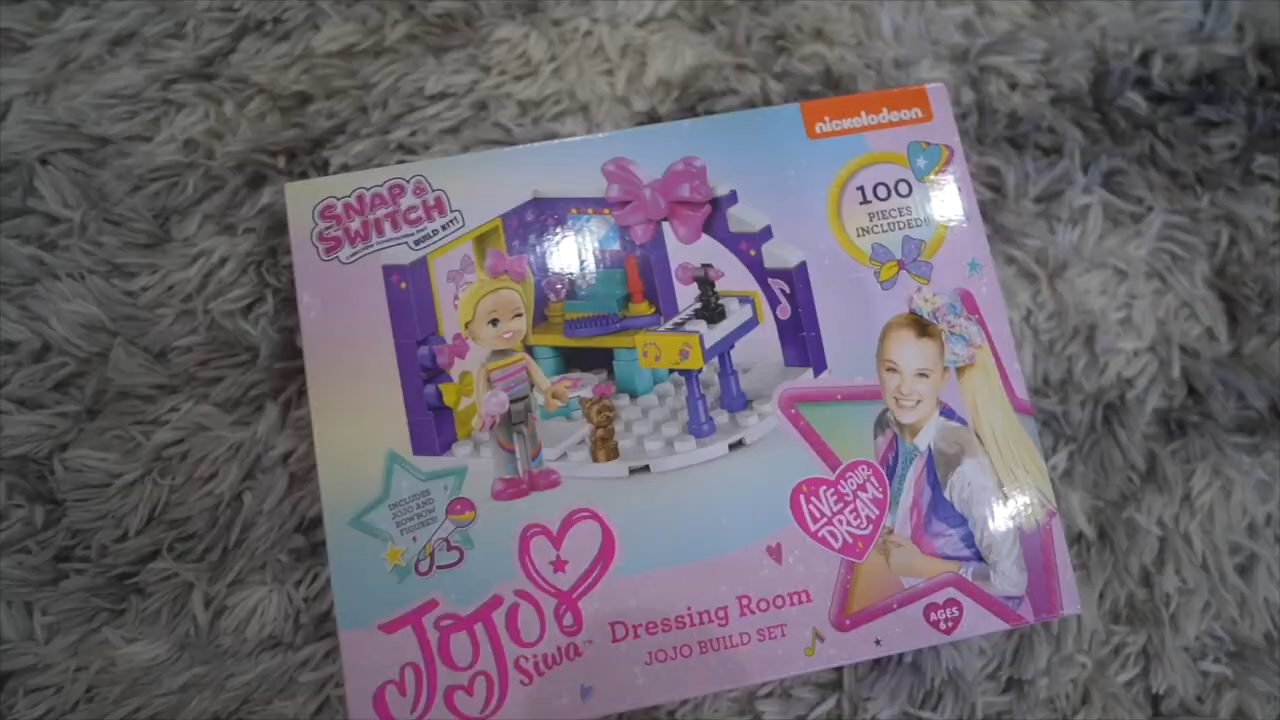 nickelodeon
SNAP &
SWITCH
BUILD KIT!
100
PIECES
INCLUDED!
INCLUDES
JOJO AND
BOWBOW
FIGURES!
LIVE YOUR
DREAM!
JOJO
Siwa™
Dressing Room
JOJO BUILD SET
AGES
6+